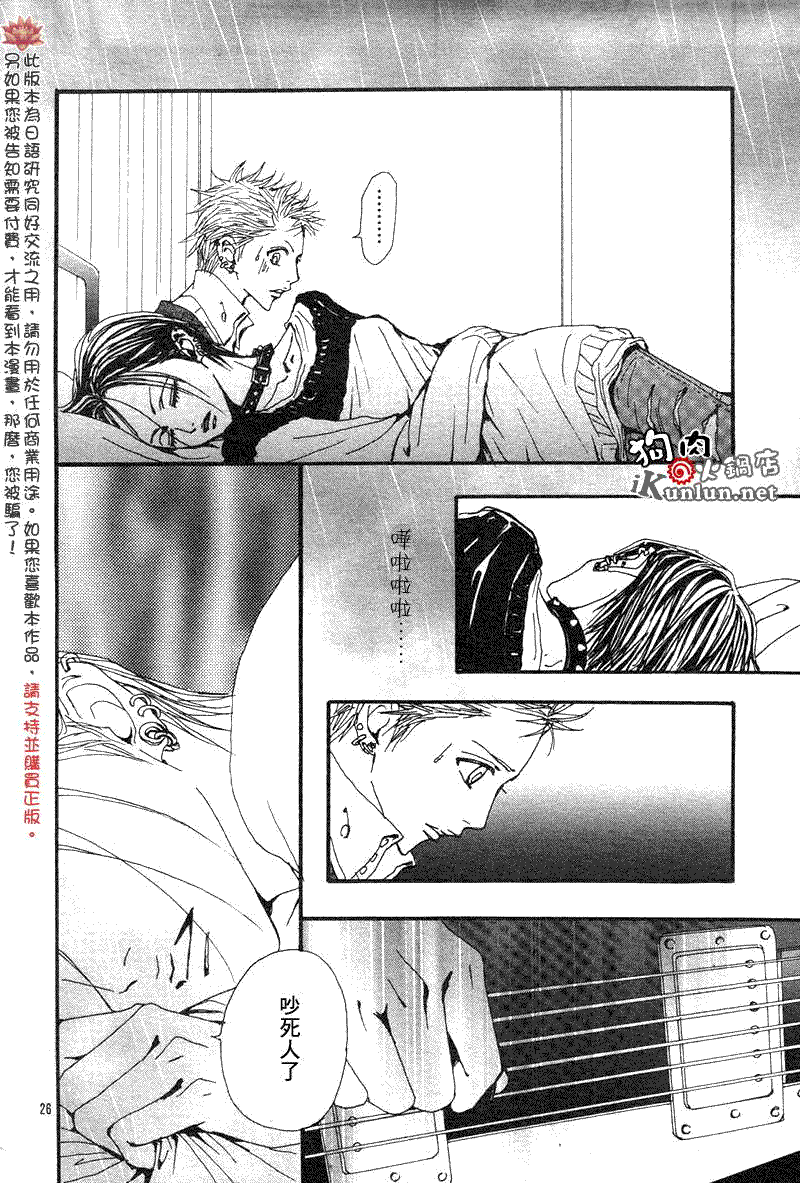 此版本為日語研究同好交流之用，請勿用於任何商業用途。如果您喜歡本作品，請支持並購買正版。
另如果您被告知需要付費，才能看到本漫畫，那麼，您被騙了！
…………
狗肉
火鍋店
iKunlun.net
嘩啦啦啦……
吵死人了
26